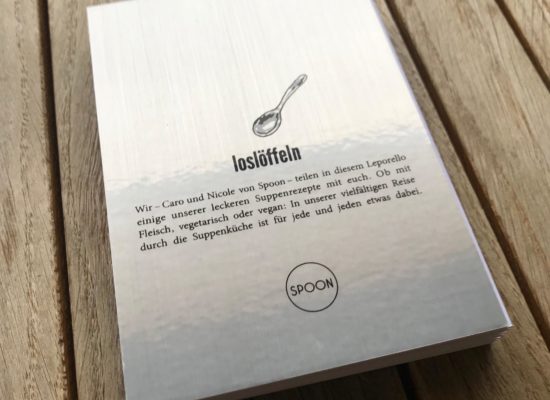 loslöffeln
Wir – Caro und Nicole von Spoon – teilen in diesem Leporello
einige unserer leckeren Suppenrezepte mit euch. Ob mit
Fleisch, vegetarisch oder vegan: In unserer vielfältigen Reise
durch die Suppenküche ist für jede und jeden etwas dabei.
SPOON